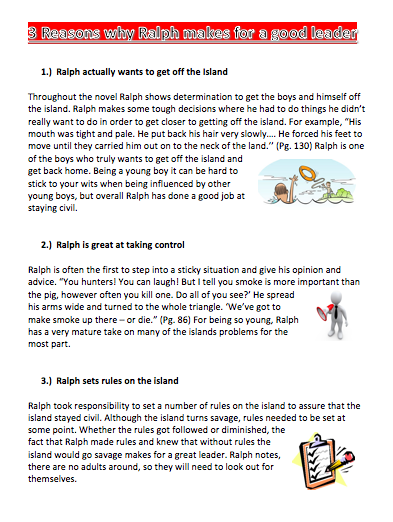 3 Reasons why Ralph makes for a good leader
1.) Ralph actually wants to get off the Island
Throughout the novel Ralph shows determination to get the boys and himself off
the island. Ralph makes some tough decisions where he had to do things he didn't
really want to do in order to get closer to getting off the island. For example, "His
mouth was tight and pale. He put back his hair very slowly.... He forced his feet to
move until they carried him out on to the neck of the land.'' (Pg. 130) Ralph is one
of the boys who truly wants to get off the island and
get back home. Being a young boy it can be hard to
stick to your wits when being influenced by other
young boys, but overall Ralph has done a good job at
staying civil.
2.) Ralph is great at taking control
Ralph is often the first to step into a sticky situation and give his opinion and
advice. "You hunters! You can laugh! But I tell you smoke is more important than
the pig, however often you kill one. Do all of you see?' He spread
his arms wide and turned to the whole triangle. 'We've got to
make smoke up there – or die." (Pg. 86) For being so young, Ralph
has a very mature take on many of the islands problems for the
most part.
3.) Ralph sets rules on the island
Ralph took responsibility to set a number of rules on the island to assure that the
island stayed civil. Although the island turns savage, rules needed to be set at
some point. Whether the rules got followed or diminished, the
fact that Ralph made rules and knew that without rules the
island would go savage makes for a great leader. Ralph notes,
there are no adults around, so they will need to look out for
themselves.